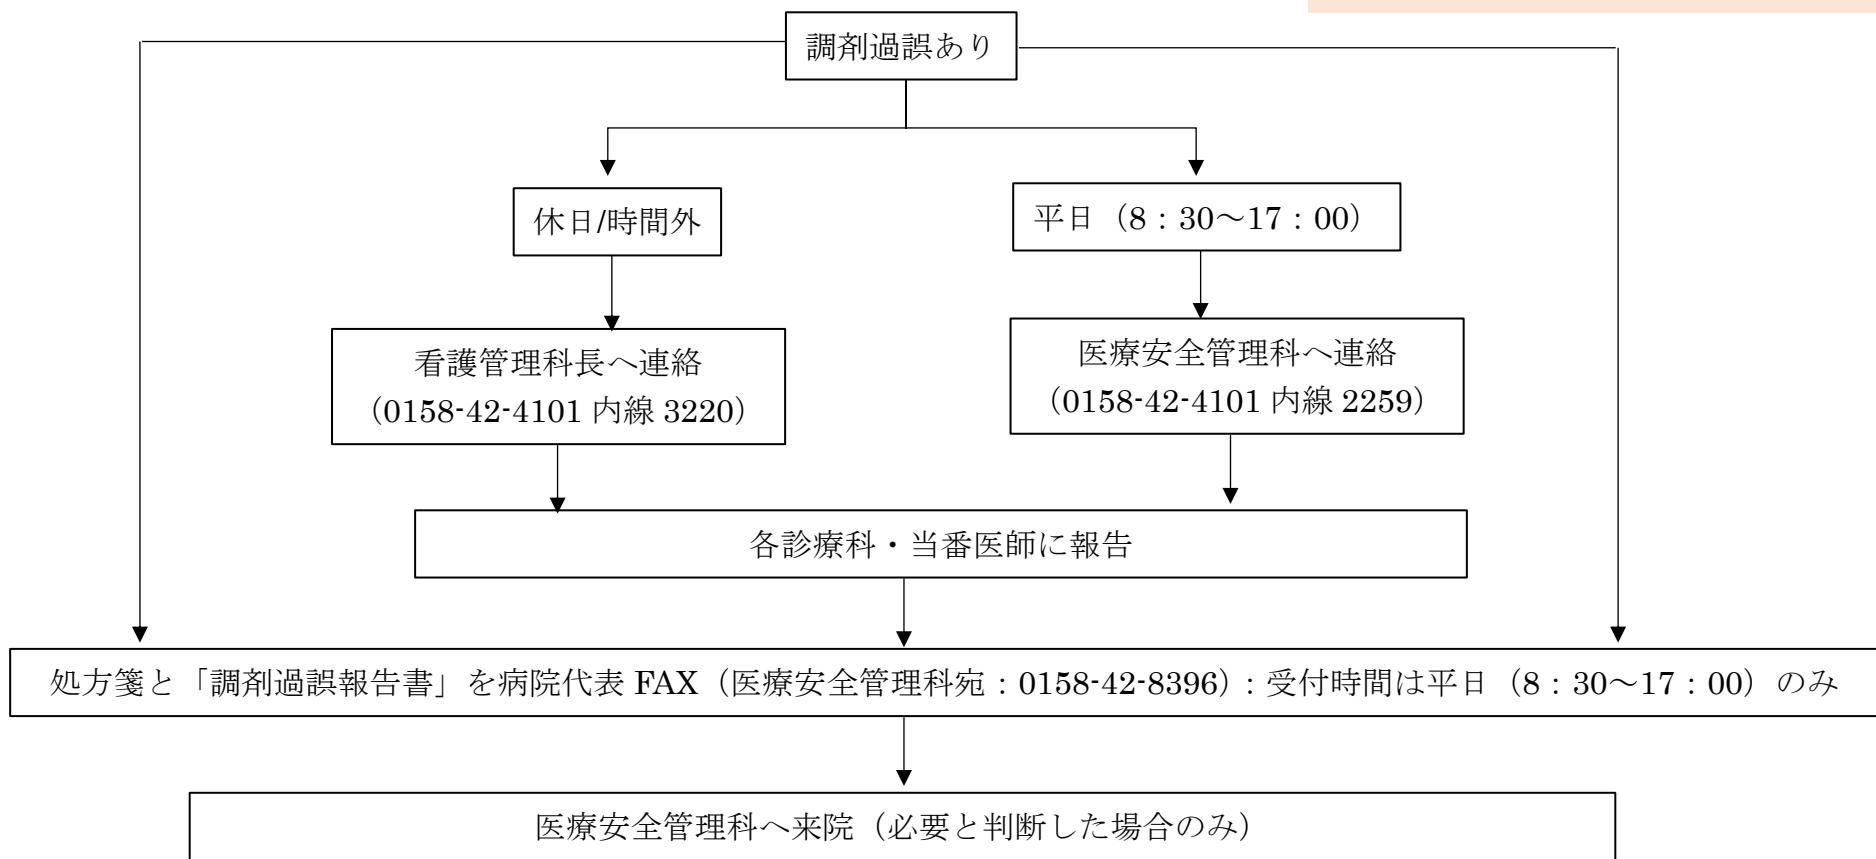 調剤過誤あり
休日/時間外
平日（8：30～17：00）
看護管理科長へ連絡
（0158-42-4101 内線 3220）
医療安全管理科へ連絡
（0158-42-4101 内線 2259）
各診療科・当番医師に報告
処方箋と「調剤過誤報告書」を病院代表 FAX（医療安全管理科宛：0158-42-8396）：受付時間は平日（8：30～17：00）のみ
医療安全管理科へ来院（必要と判断した場合のみ）